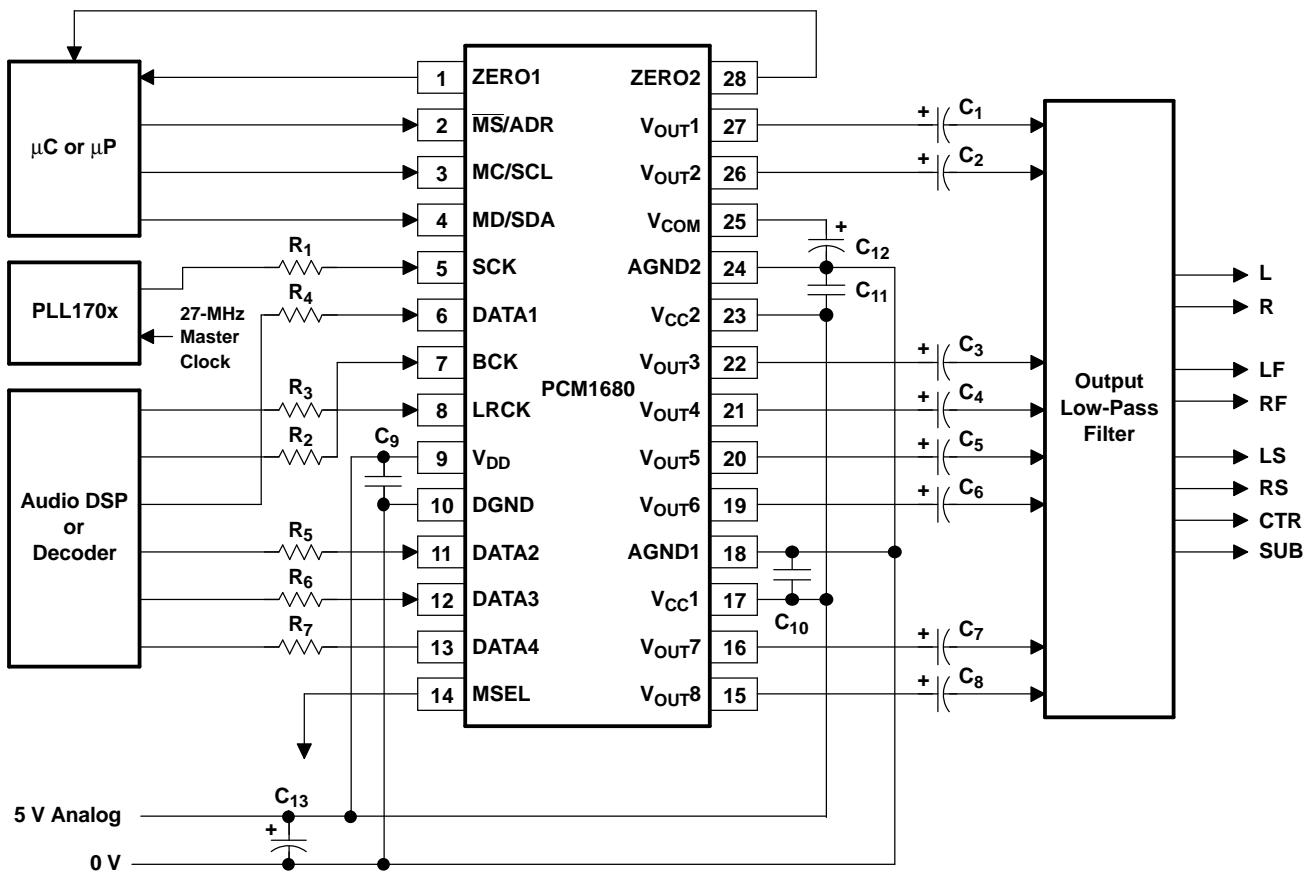 μC or μP
PLL170x
27-MHz
Master
Clock
Audio DSP
or
Decoder
R1
R4
R3
R2
R5
R6
R7
C9
1 ZERO1
2 MS/ADR
3 MC/SCL
4 MD/SDA
5 SCK
6 DATA1
7 BCK
8 LRCK
9 VDD
10 DGND
11 DATA2
12 DATA3
13 DATA4
14 MSEL
PCM1680
ZERO2 28
VOUT1 27
VOUT2 26
VCOM 25
AGND2 24
VCC2 23
VOUT3 22
VOUT4 21
VOUT5 20
VOUT6 19
AGND1 18
VCC1 17
VOUT7 16
VOUT8 15
+ C1
+ C2
+ C12
C11
+ C3
+ C4
+ C5
+ C6
C10
+ C7
+ C8
Output
Low-Pass
Filter
L
R
LF
RF
LS
RS
CTR
SUB
5 V Analog
C13
+
0 V